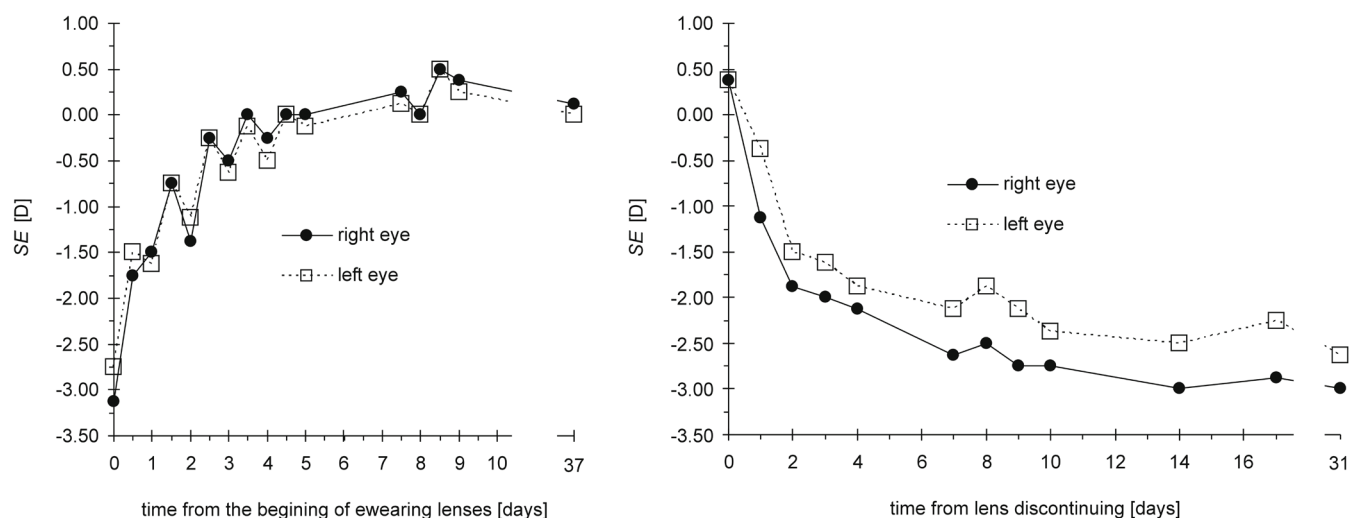 1.00
0.50
0.00
-0.50
-1.00
-1.50
-2.00
-2.50
-3.00
-3.50
SE [D]
right eye
left eye
0 1 2 3 4 5 6 7 8 9 10 37
time from the begining of ewearing lenses [days]
1.00
0.50
0.00
-0.50
-1.00
-1.50
-2.00
-2.50
-3.00
-3.50
SE [D]
right eye
left eye
0 2 4 6 8 10 12 14 16 31
time from lens discontinuing [days]